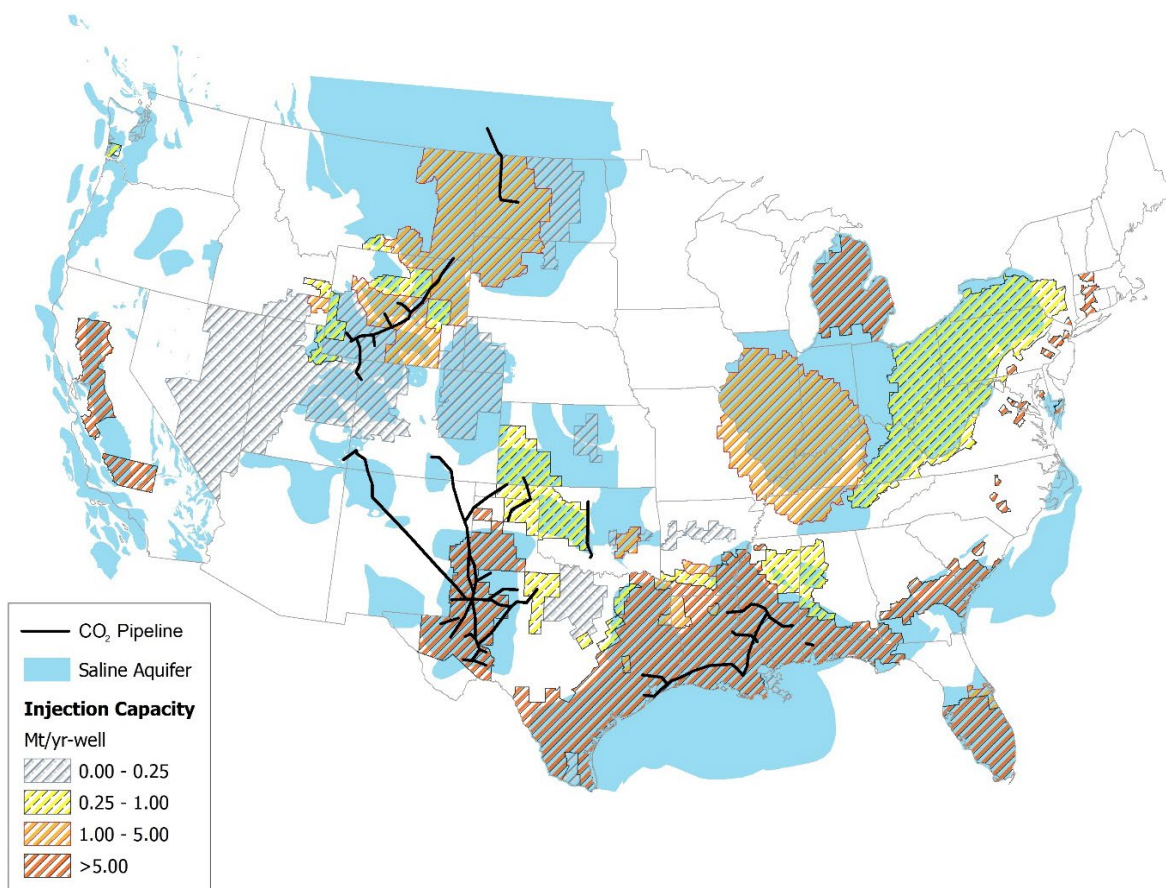 CO₂ Pipeline
Saline Aquifer
Injection Capacity
Mt/yr-well
0.00 - 0.25
0.25 - 1.00
1.00 - 5.00
>5.00